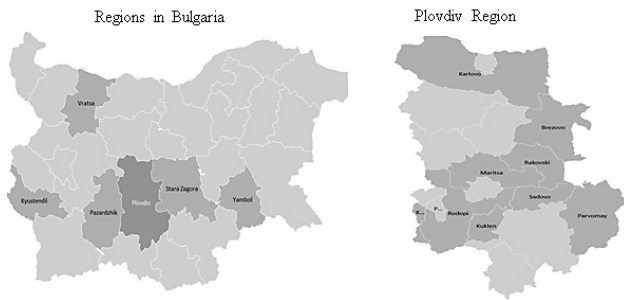 Regions in Bulgaria
Plovdiv Region
Vratsa
Kyustendil
Pazardzhik
Plovdiv
Stara Zagora
Yambol
Karlovo
Brezovo
Rakovski
Maritsa
Sadovo
Parvomay
P...
Rodopi
Kuklen